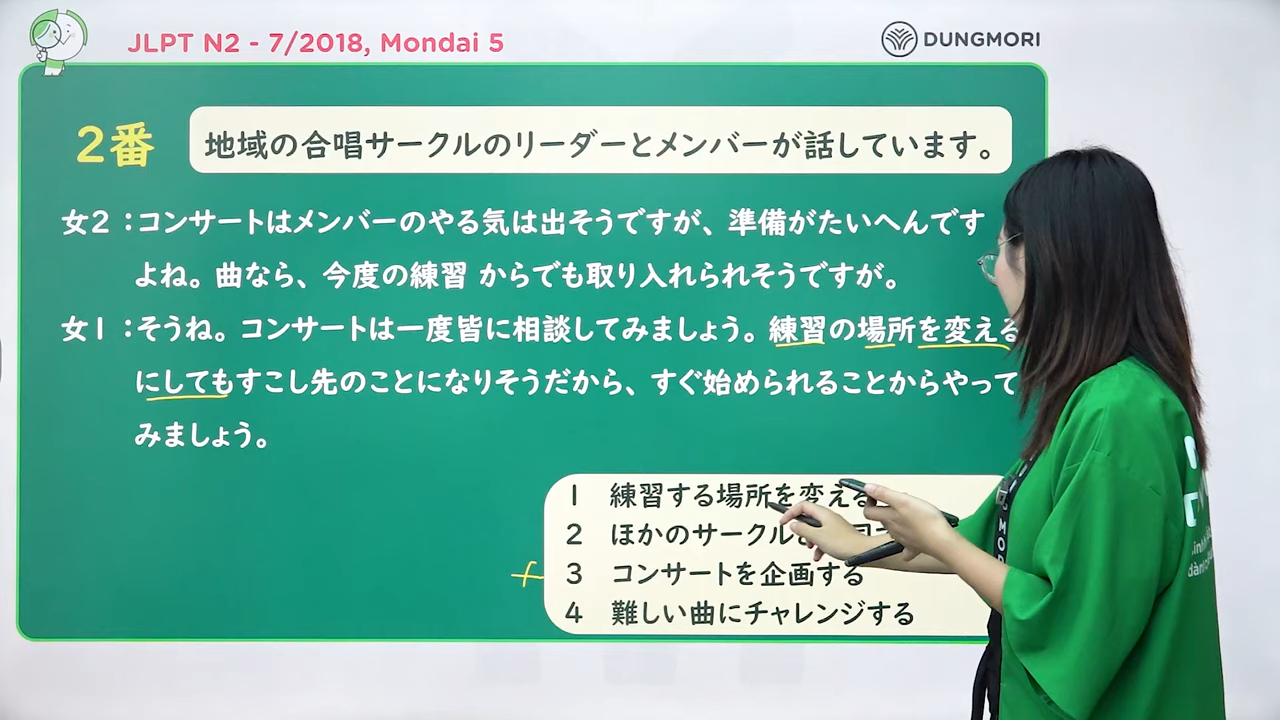 JLPT N2 - 7/2018, Mondai 5
DUNGMORI
2番
地域の合唱サークルのリーダーとメンバーが話しています。
女2：コンサートはメンバーのやる気は出そうですが、準備がたいへんです
よね。曲なら、今度の練習 からでも取り入れられそうですが。
女1：そうね。コンサートは一度皆に相談してみましょう。練習の場所を変える
にしてもすこし先のことになりそうだから、すぐ始められることからやって
みましょう。
1 練習する場所を変える
2 ほかのサークル
3 コンサートを企画する
4 難しい曲にチャレンジする